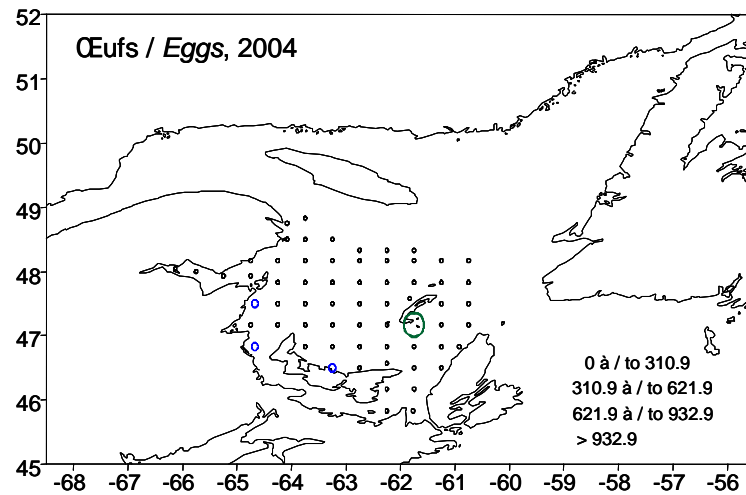 Œufs / Eggs, 2004
52
51
50
49
48
47
46
45
0 à / to 310.9
310.9 à / to 621.9
621.9 à / to 932.9
> 932.9
-68 -67 -66 -65 -64 -63 -62 -61 -60 -59 -58 -57 -56